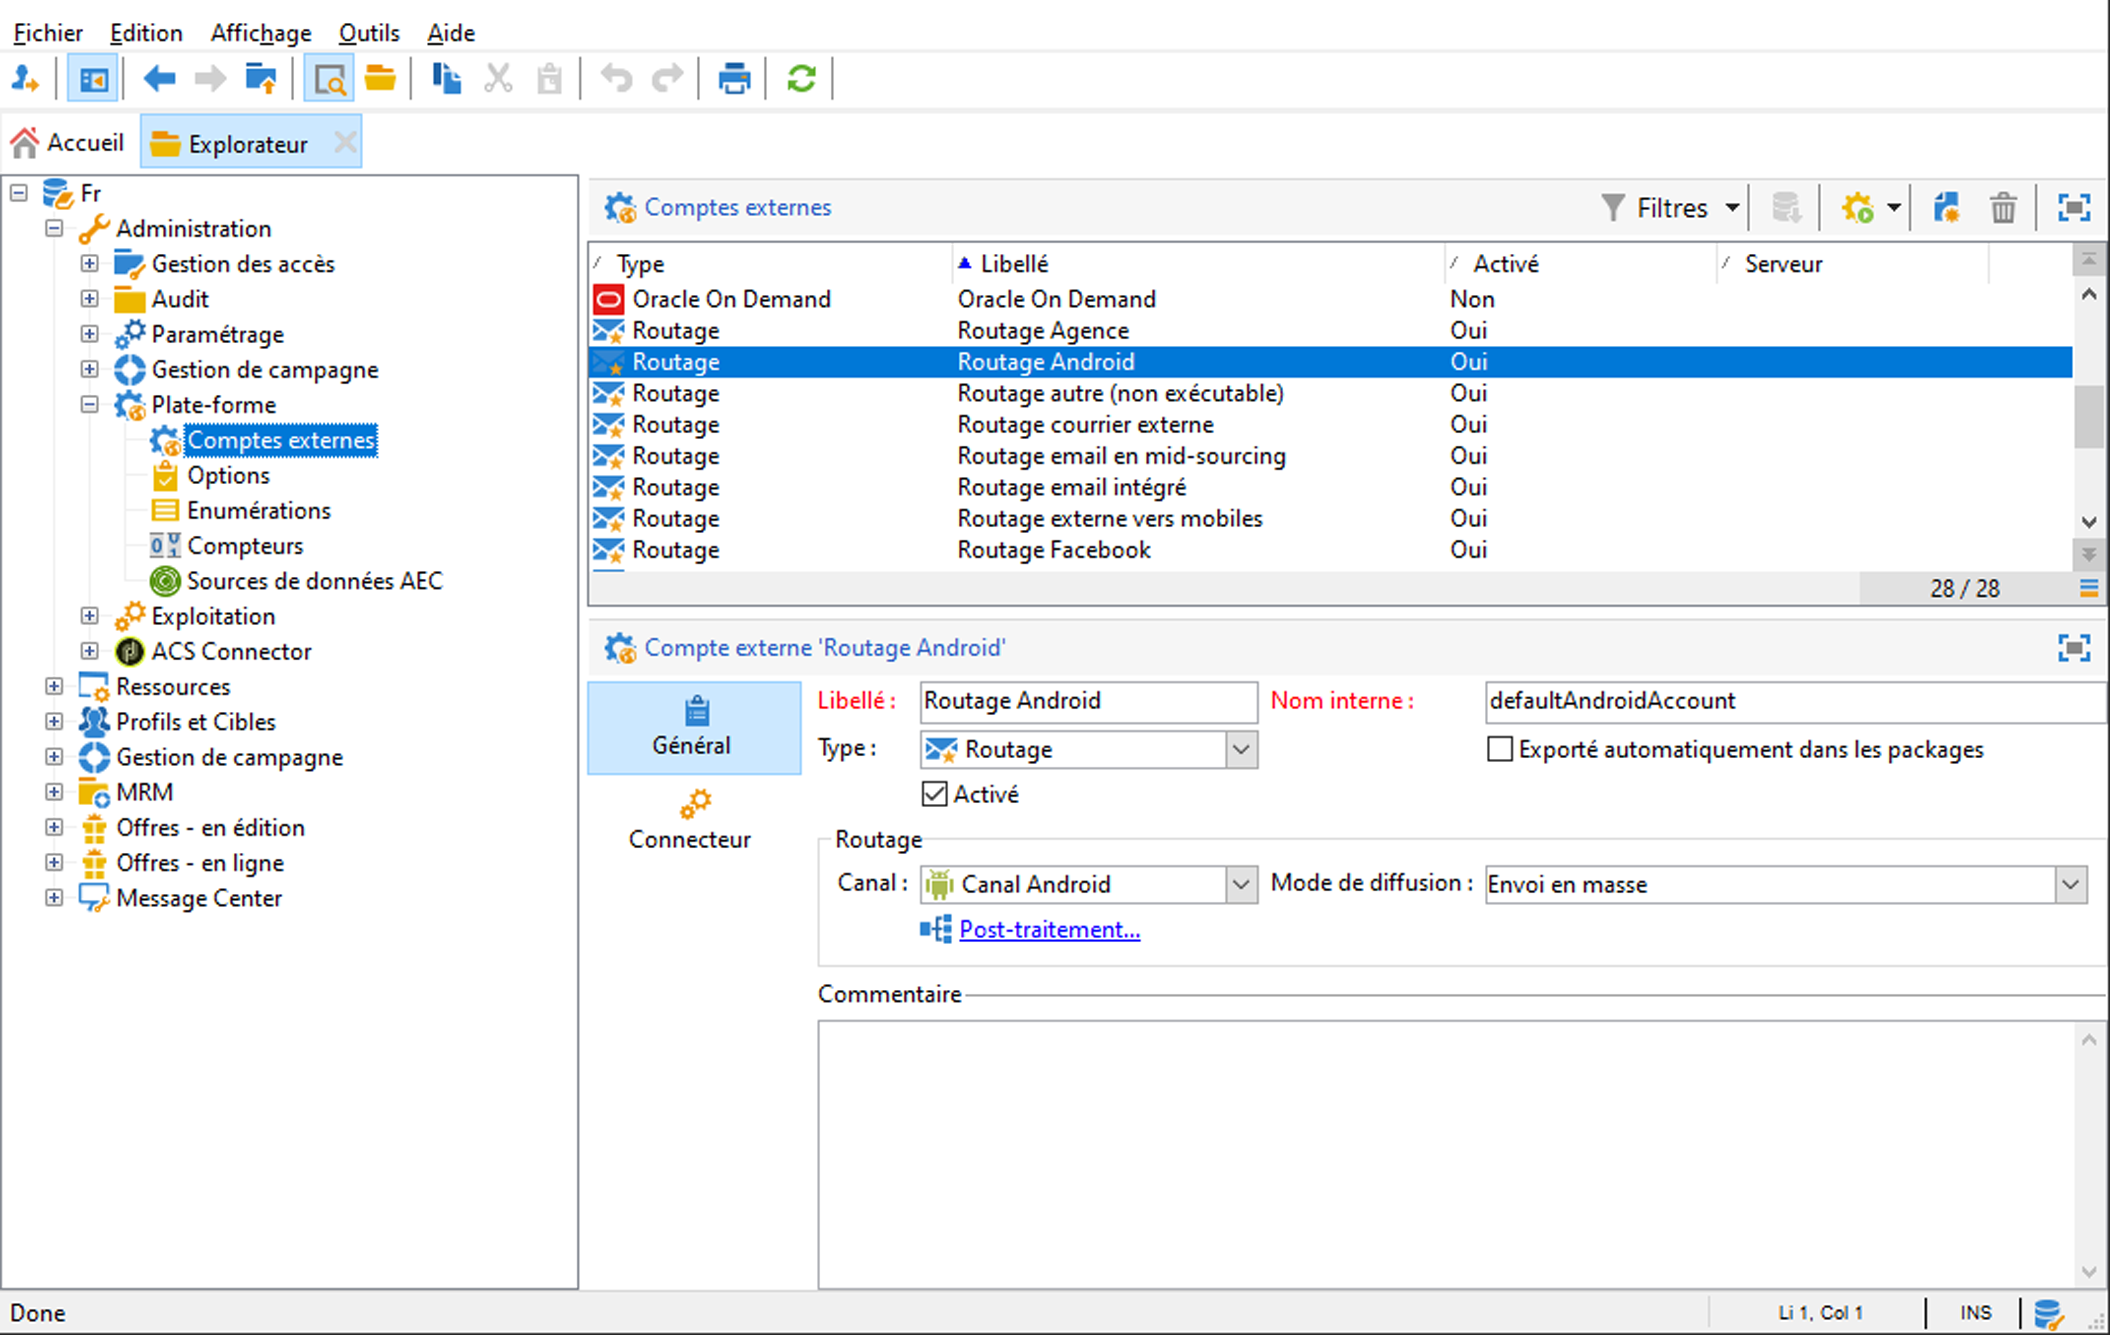 Fichier Edition Affichage Outils Aide
Accueil Explorateur
Fr
Administration
Gestion des accès
Audit
Paramétrage
Gestion de campagne
Plate-forme
Comptes externes
Options
Enumérations
Compteurs
Sources de données AEC
Exploitation
ACS Connector
Ressources
Profils et Cibles
Gestion de campagne
MRM
Offres - en édition
Offres - en ligne
Message Center
Comptes externes Filtres
Type Libellé Activé Serveur
Oracle On Demand Oracle On Demand Non
Routage Routage Agence Oui
Routage Routage Android Oui
Routage Routage autre (non exécutable) Oui
Routage Routage courrier externe Oui
Routage Routage email en mid-sourcing Oui
Routage Routage email intégré Oui
Routage Routage externe vers mobiles Oui
Routage Routage Facebook Oui
28 / 28
Compte externe 'Routage Android'
Général
Connecteur
Libellé : Routage Android Nom interne : defaultAndroidAccount
Type : Routage Exporté automatiquement dans les packages
Activé
Routage
Canal : Canal Android Mode de diffusion : Envoi en masse
Post-traitement...
Commentaire
Done Li 1, Col 1 INS